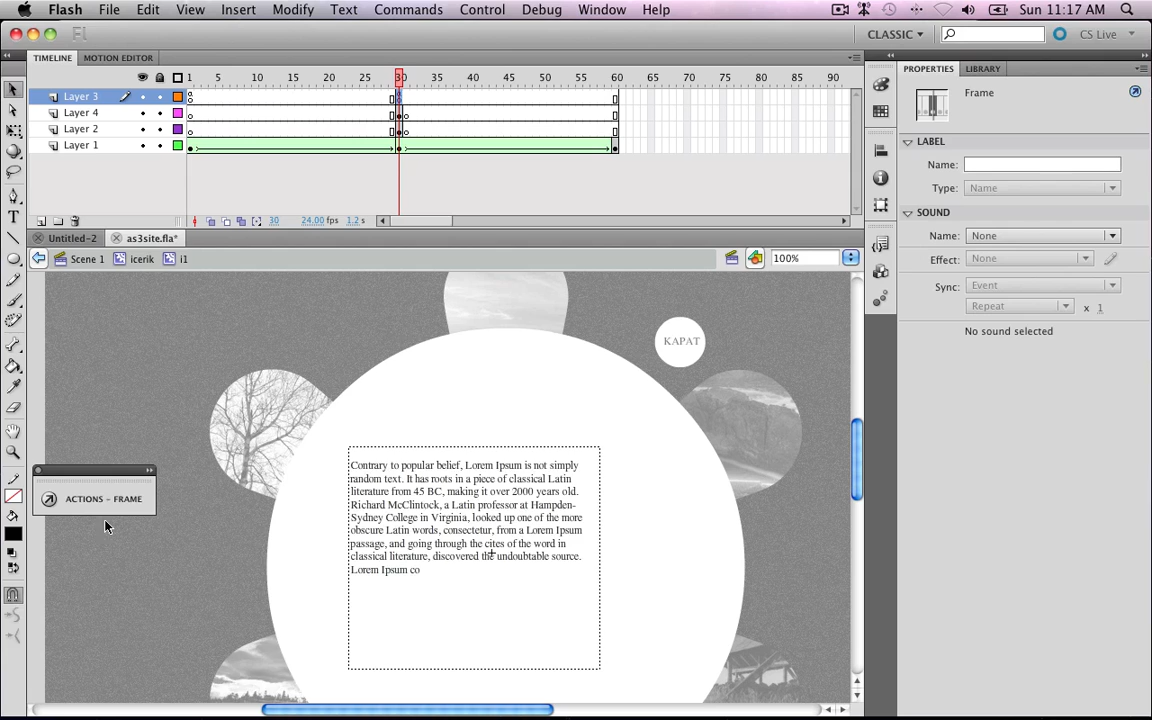 Flash File Edit View Insert Modify Text Commands Control Debug Window Help Sun 11:17 AM
Fl CLASSIC CS Live
TIMELINE MOTION EDITOR
1 5 10 15 20 25 30 35 40 45 50 55 60 65 70 75 80 85 90
Layer 3
Layer 4
Layer 2
Layer 1
30 24.00 fps 1.2 s
Untitled-2 as3site.fla*
Scene 1 icerik i1 100%
KAPAT
Contrary to popular belief, Lorem Ipsum is not simply
random text. It has roots in a piece of classical Latin
literature from 45 BC, making it over 2000 years old.
Richard McClintock, a Latin professor at Hampden-
Sydney College in Virginia, looked up one of the more
obscure Latin words, consectetur, from a Lorem Ipsum
passage, and going through the cites of the word in
classical literature, discovered the undoubtable source.
Lorem Ipsum co
ACTIONS – FRAME
PROPERTIES LIBRARY
Frame
LABEL
Name:
Type: Name
SOUND
Name: None
Effect: None
Sync: Event
Repeat x 1
No sound selected